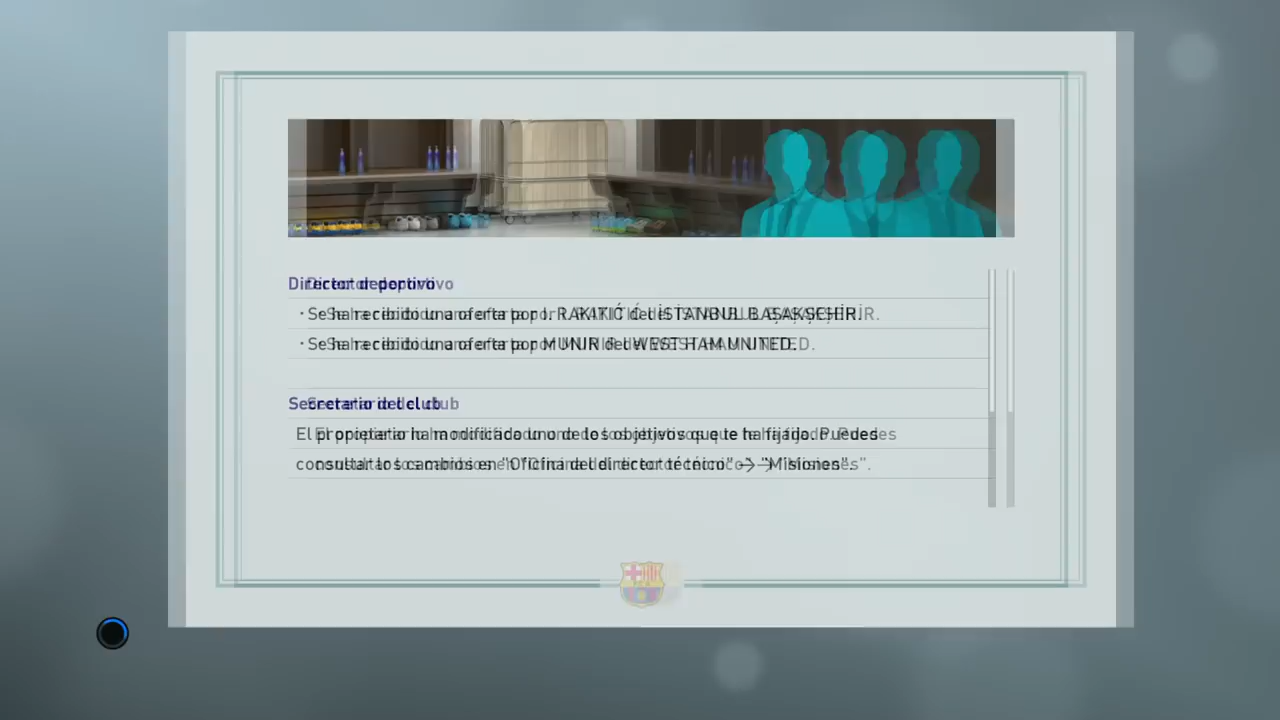 Director deportivo
· Se ha recibido una oferta por I. RAKITIĆ del İSTANBUL BAŞAKŞEHİR.
· Se ha recibido una oferta por MUNIR del WEST HAM UNITED.
Secretario del club
El propietario ha modificado uno de los objetivos que te ha fijado. Puedes
consultar los cambios en "Oficina del director técnico" → "Misiones".